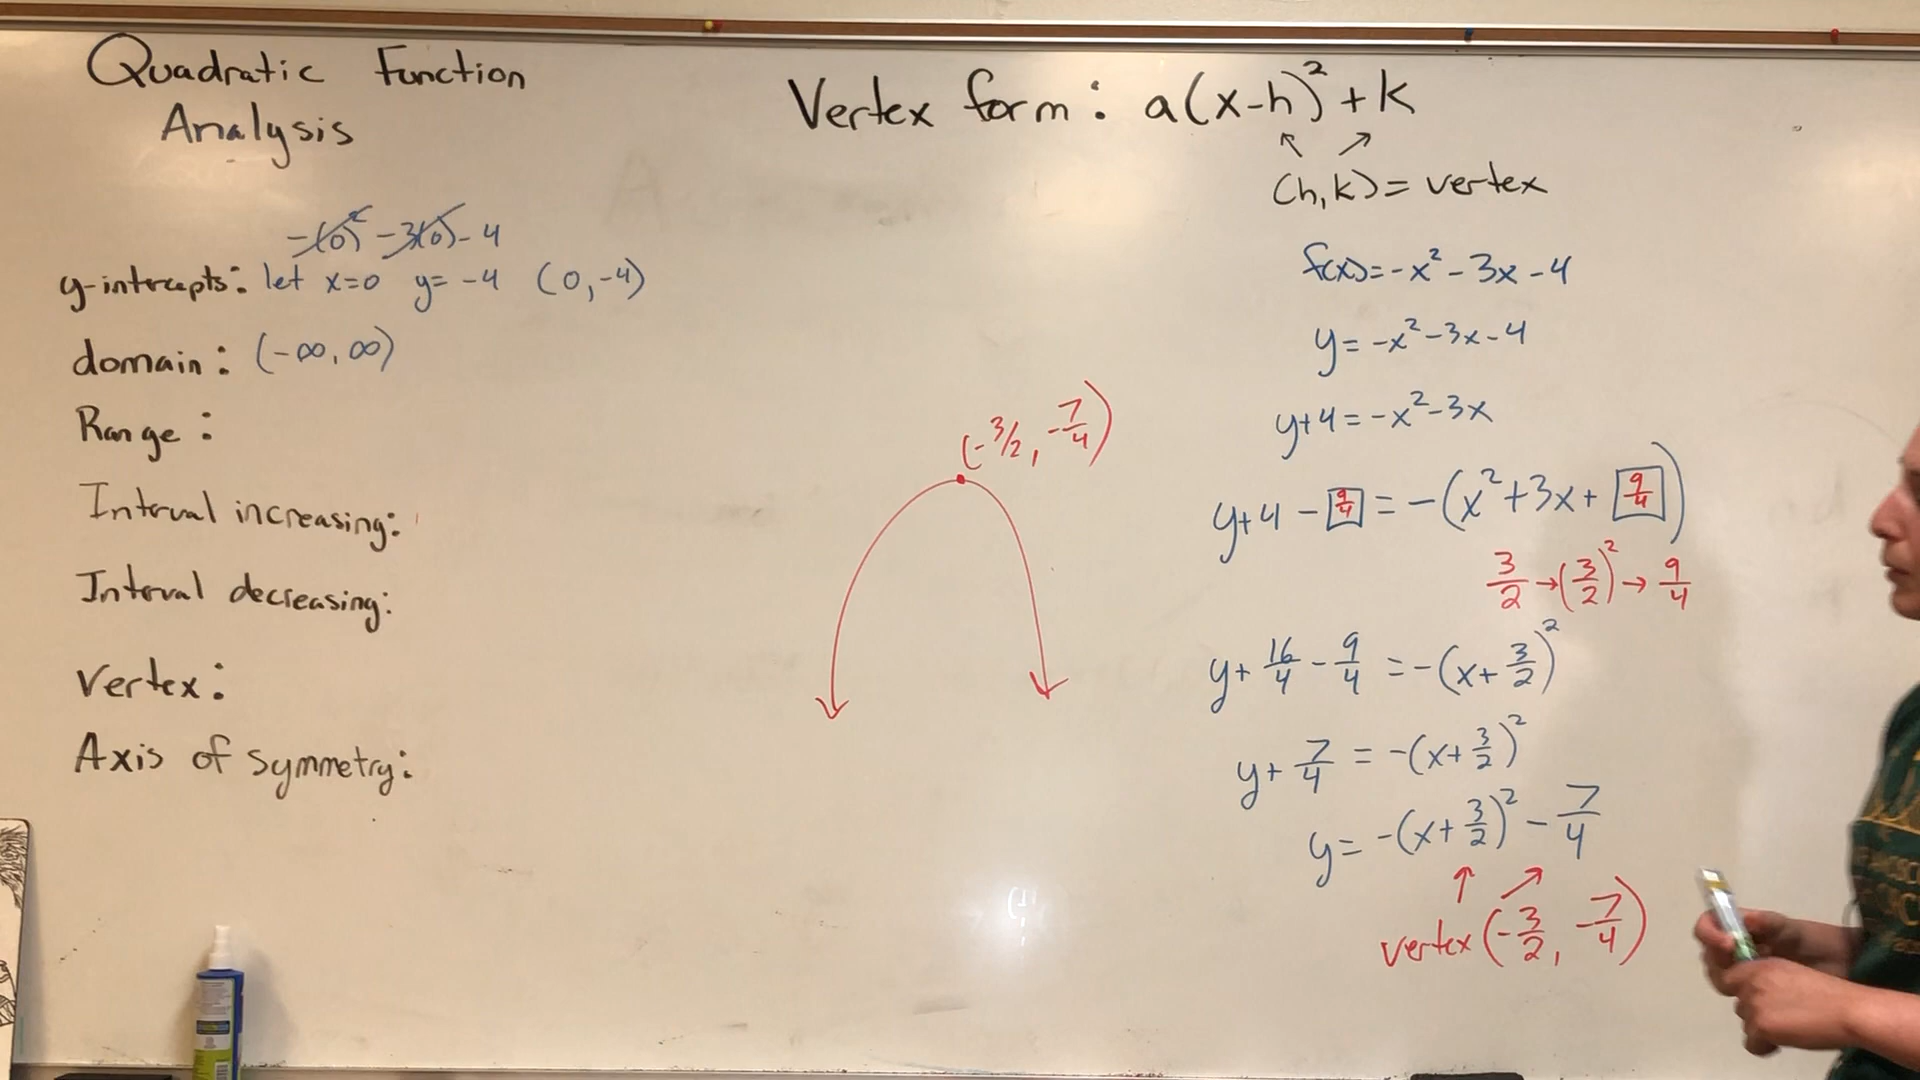 Quadratic Function
Analysis
-(0)² -3(0) - 4
y-intercepts: let x=0 y= -4 (0,-4)
domain: (-∞, ∞)
Range:
Interval increasing:
Interval decreasing:
Vertex:
Axis of symmetry:
(-3/2, -7/4)
Vertex form: a(x-h)²+k
(h,k)= vertex
f(x)= -x² - 3x - 4
y= -x² -3x - 4
y+4= -x² -3x
y+4 - 9/4 = -(x²+3x+ 9/4)
3/2 → (3/2)² → 9/4
y+ 16/4 - 9/4 = -(x+ 3/2)²
y+ 7/4 = -(x+ 3/2)²
y= -(x+ 3/2)² - 7/4
vertex (-3/2, -7/4)